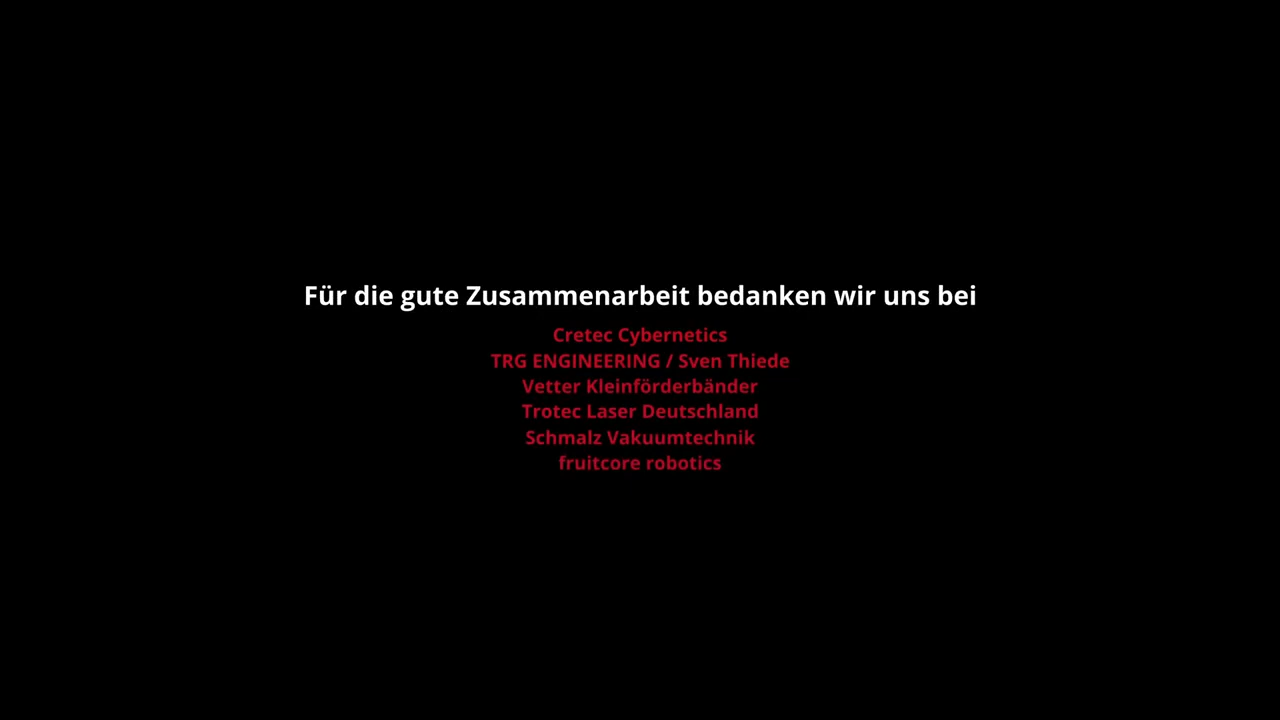 Für die gute Zusammenarbeit bedanken wir uns bei
Cretec Cybernetics
TRG ENGINEERING / Sven Thiede
Vetter Kleinförderbänder
Trotec Laser Deutschland
Schmalz Vakuumtechnik
fruitcore robotics